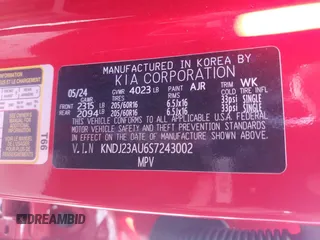 MANUFACTURED IN KOREA BY
KIA CORPORATION
05/24 GVWR 4023 LB PAINT AJR TRIM WK
FRONT 2315 LB 205/60R16 6.5Jx16 33psi SINGLE
REAR 2094 LB 205/60R16 6.5Jx16 33psi SINGLE
THIS VEHICLE CONFORMS TO ALL APPLICABLE U.S. FEDERAL MOTOR
VEHICLE SAFETY, BUMPER, AND THEFT PREVENTION STANDARDS
IN EFFECT ON THE DATE OF MANUFACTURE SHOWN ABOVE.
V.I.N KNDJ23AU6S7243002
MPV
T66
DREAMBID